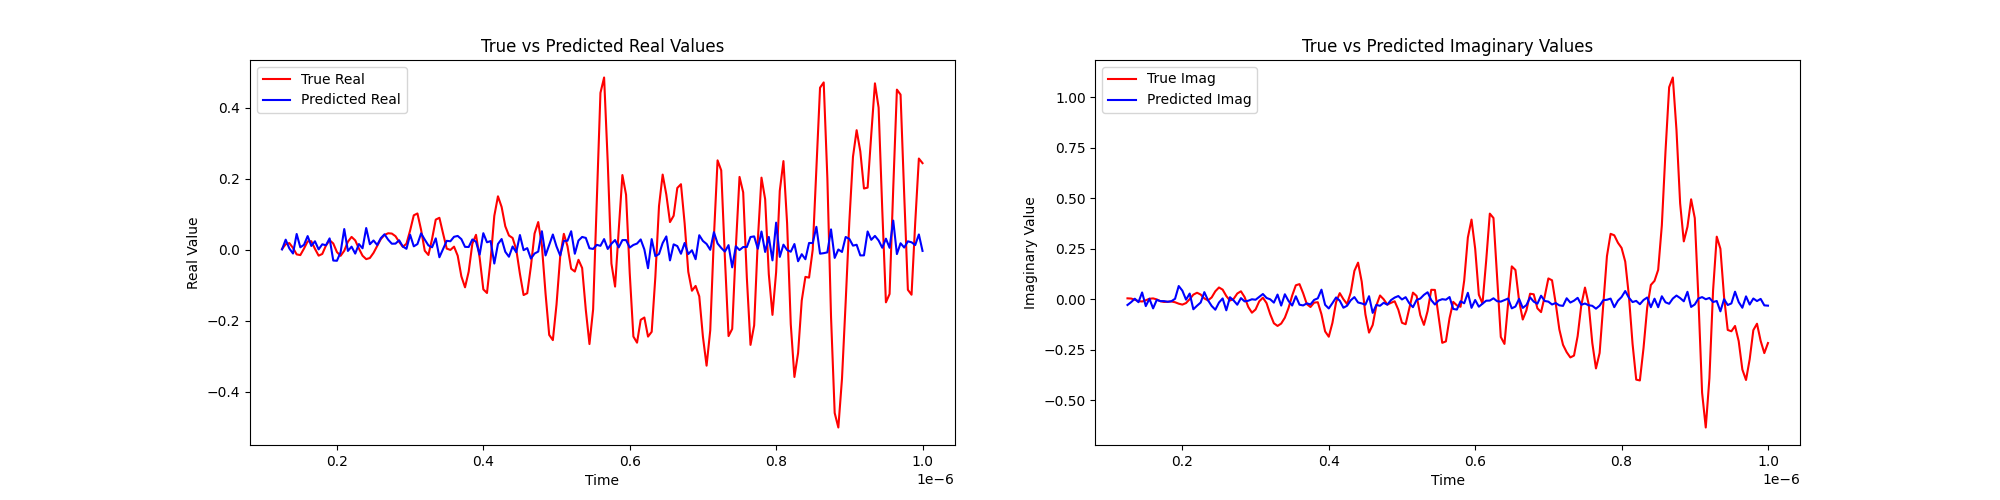 True vs Predicted Real Values
True Real
Predicted Real
Real Value
0.4
0.2
0.0
−0.2
−0.4
0.2
0.4
0.6
0.8
1.0
1e−6
Time
True vs Predicted Imaginary Values
True Imag
Predicted Imag
Imaginary Value
1.00
0.75
0.50
0.25
0.00
−0.25
−0.50
0.2
0.4
0.6
0.8
1.0
1e−6
Time